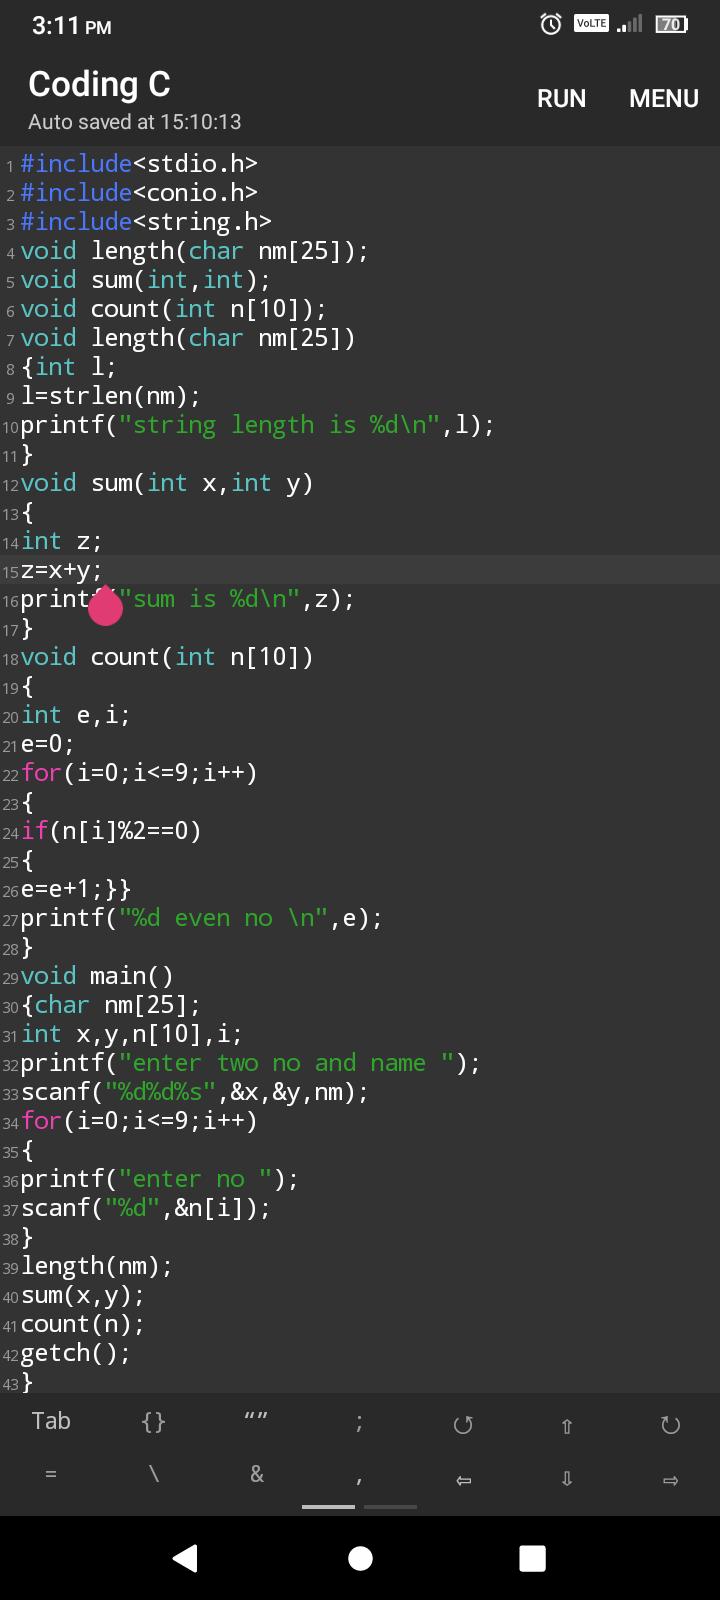 3:11 PM
VoLTE
70
Coding C
RUN MENU
Auto saved at 15:10:13
1 #include<stdio.h>
2 #include<conio.h>
3 #include<string.h>
4 void length(char nm[25]);
5 void sum(int,int);
6 void count(int n[10]);
7 void length(char nm[25])
8 {int l;
9 l=strlen(nm);
10 printf("string length is %d\n",l);
11 }
12 void sum(int x,int y)
13 {
14 int z;
15 z=x+y;
16 printf("sum is %d\n",z);
17 }
18 void count(int n[10])
19 {
20 int e,i;
21 e=0;
22 for(i=0;i<=9;i++)
23 {
24 if(n[i]%2==0)
25 {
26 e=e+1;}}
27 printf("%d even no \n",e);
28 }
29 void main()
30 {char nm[25];
31 int x,y,n[10],i;
32 printf("enter two no and name ");
33 scanf("%d%d%s",&x,&y,nm);
34 for(i=0;i<=9;i++)
35 {
36 printf("enter no ");
37 scanf("%d",&n[i]);
38 }
39 length(nm);
40 sum(x,y);
41 count(n);
42 getch();
43 }
Tab {} “” ; ↺ ⇧ ↻
= \ & , ⇦ ⇩ ⇨